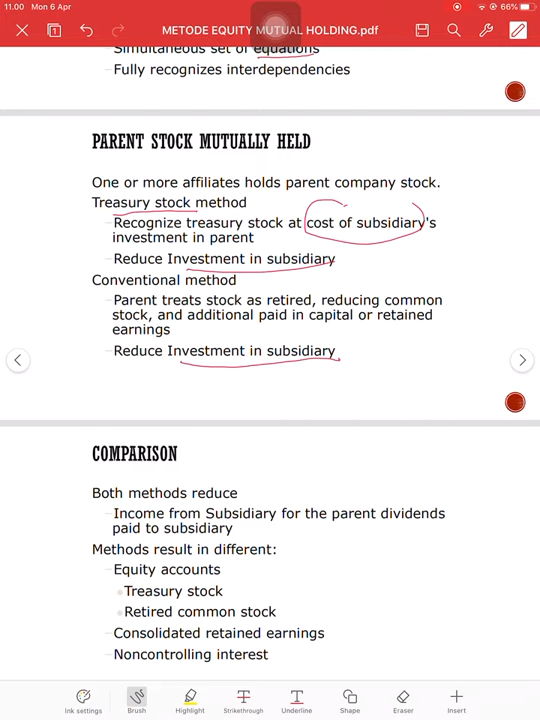 11.00 Mon 6 Apr
66%
METODE EQUITY MUTUAL HOLDING.pdf
Simultaneous set of equations
Fully recognizes interdependencies
PARENT STOCK MUTUALLY HELD
One or more affiliates holds parent company stock.
Treasury stock method
Recognize treasury stock at cost of subsidiary's
investment in parent
Reduce Investment in subsidiary
Conventional method
Parent treats stock as retired, reducing common
stock, and additional paid in capital or retained
earnings
Reduce Investment in subsidiary
COMPARISON
Both methods reduce
Income from Subsidiary for the parent dividends
paid to subsidiary
Methods result in different:
Equity accounts
Treasury stock
Retired common stock
Consolidated retained earnings
Noncontrolling interest
Ink settings Brush Highlight Strikethrough Underline Shape Eraser Insert